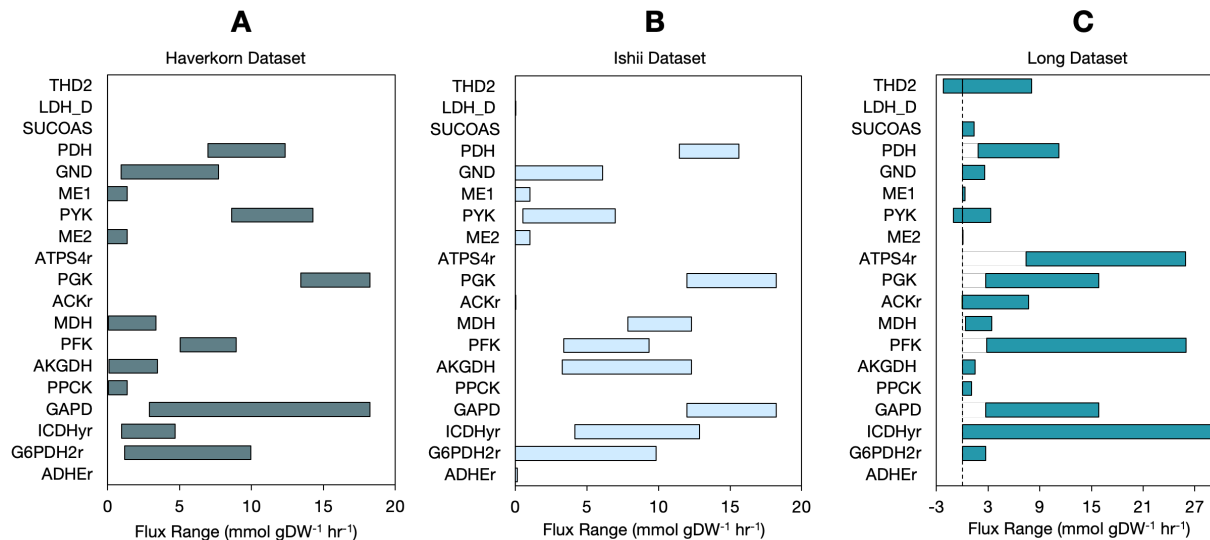 A
Haverkorn Dataset
THD2
LDH_D
SUCOAS
PDH
GND
ME1
PYK
ME2
ATPS4r
PGK
ACKr
MDH
PFK
AKGDH
PPCK
GAPD
ICDHyr
G6PDH2r
ADHEr
0 5 10 15 20
Flux Range (mmol gDW⁻¹ hr⁻¹)
B
Ishii Dataset
THD2
LDH_D
SUCOAS
PDH
GND
ME1
PYK
ME2
ATPS4r
PGK
ACKr
MDH
PFK
AKGDH
PPCK
GAPD
ICDHyr
G6PDH2r
ADHEr
0 5 10 15 20
Flux Range (mmol gDW⁻¹ hr⁻¹)
C
Long Dataset
THD2
LDH_D
SUCOAS
PDH
GND
ME1
PYK
ME2
ATPS4r
PGK
ACKr
MDH
PFK
AKGDH
PPCK
GAPD
ICDHyr
G6PDH2r
ADHEr
-3 3 9 15 21 27
Flux Range (mmol gDW⁻¹ hr⁻¹)